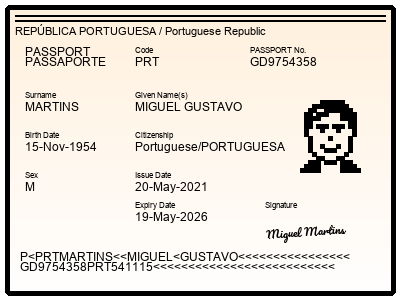 REPÚBLICA PORTUGUESA / Portuguese Republic
PASSPORT Code PASSPORT No.
PASSAPORTE PRT GD9754358
Surname Given Name(s)
MARTINS MIGUEL GUSTAVO
Birth Date Citizenship
15-Nov-1954 Portuguese/PORTUGUESA
Sex Issue Date
M 20-May-2021
Expiry Date Signature
19-May-2026
Miguel Martins
P<PRTMARTINS<<MIGUEL<GUSTAVO<<<<<<<<<<<<<<<<
GD9754358PRT541115<<<<<<<<<<<<<<<<<<<<<<<<<<